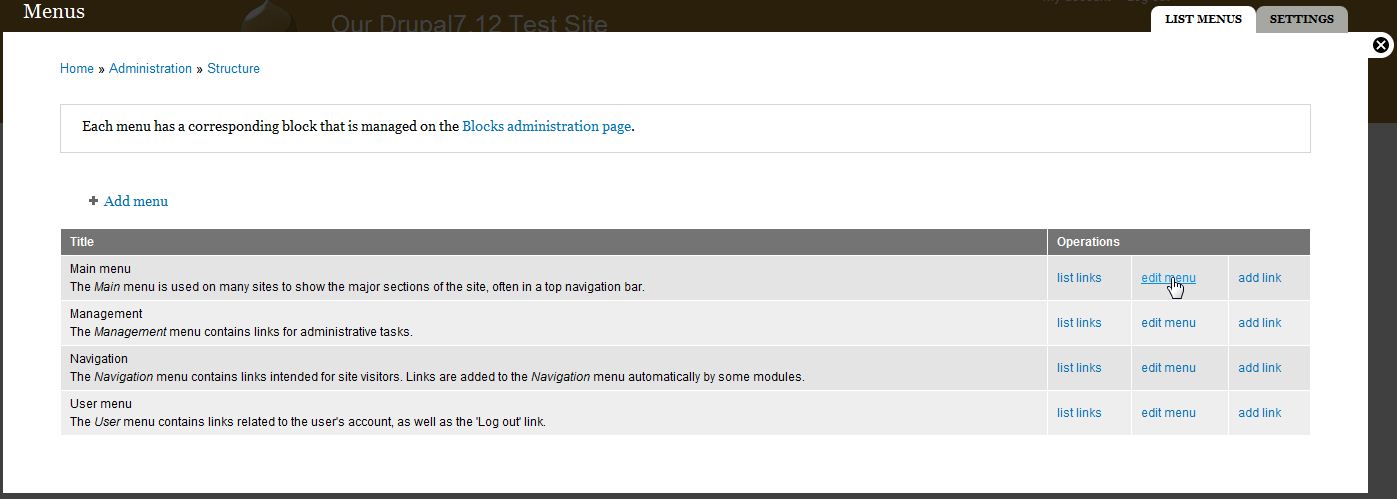 Menus
Our Drupal7.12 Test Site
LIST MENUS
SETTINGS
Home » Administration » Structure
Each menu has a corresponding block that is managed on the Blocks administration page.
Add menu
Title Operations
Main menu
The Main menu is used on many sites to show the major sections of the site, often in a top navigation bar.
list links edit menu add link
Management
The Management menu contains links for administrative tasks.
list links edit menu add link
Navigation
The Navigation menu contains links intended for site visitors. Links are added to the Navigation menu automatically by some modules.
list links edit menu add link
User menu
The User menu contains links related to the user's account, as well as the 'Log out' link.
list links edit menu add link